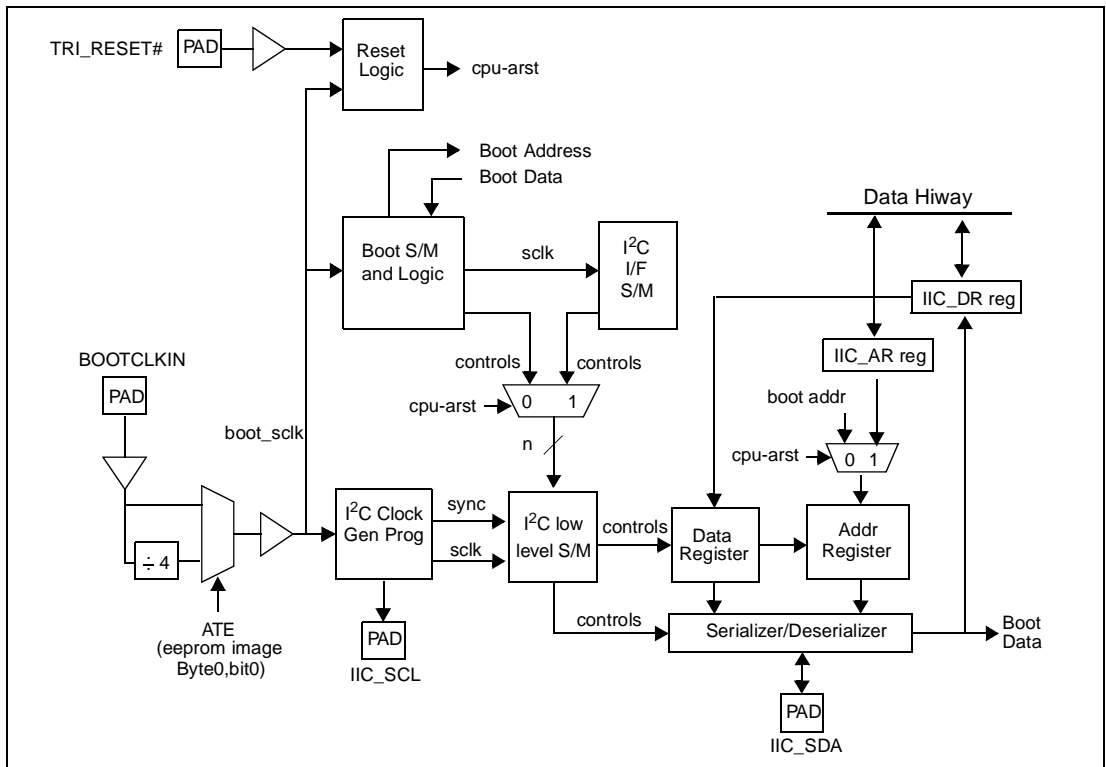 TRI_RESET#
PAD
Reset
Logic
cpu-arst
Boot Address
Boot Data
Data Hiway
Boot S/M
and Logic
sclk
I²C
I/F
S/M
IIC_DR reg
BOOTCLKIN
PAD
controls
controls
IIC_AR reg
cpu-arst
0 1
boot addr
boot_sclk
n
cpu-arst
0 1
I²C Clock
Gen Prog
sync
sclk
I²C low
level S/M
controls
Data
Register
Addr
Register
÷ 4
ATE
(eeprom image
Byte0,bit0)
PAD
IIC_SCL
controls
Serializer/Deserializer
Boot
Data
PAD
IIC_SDA